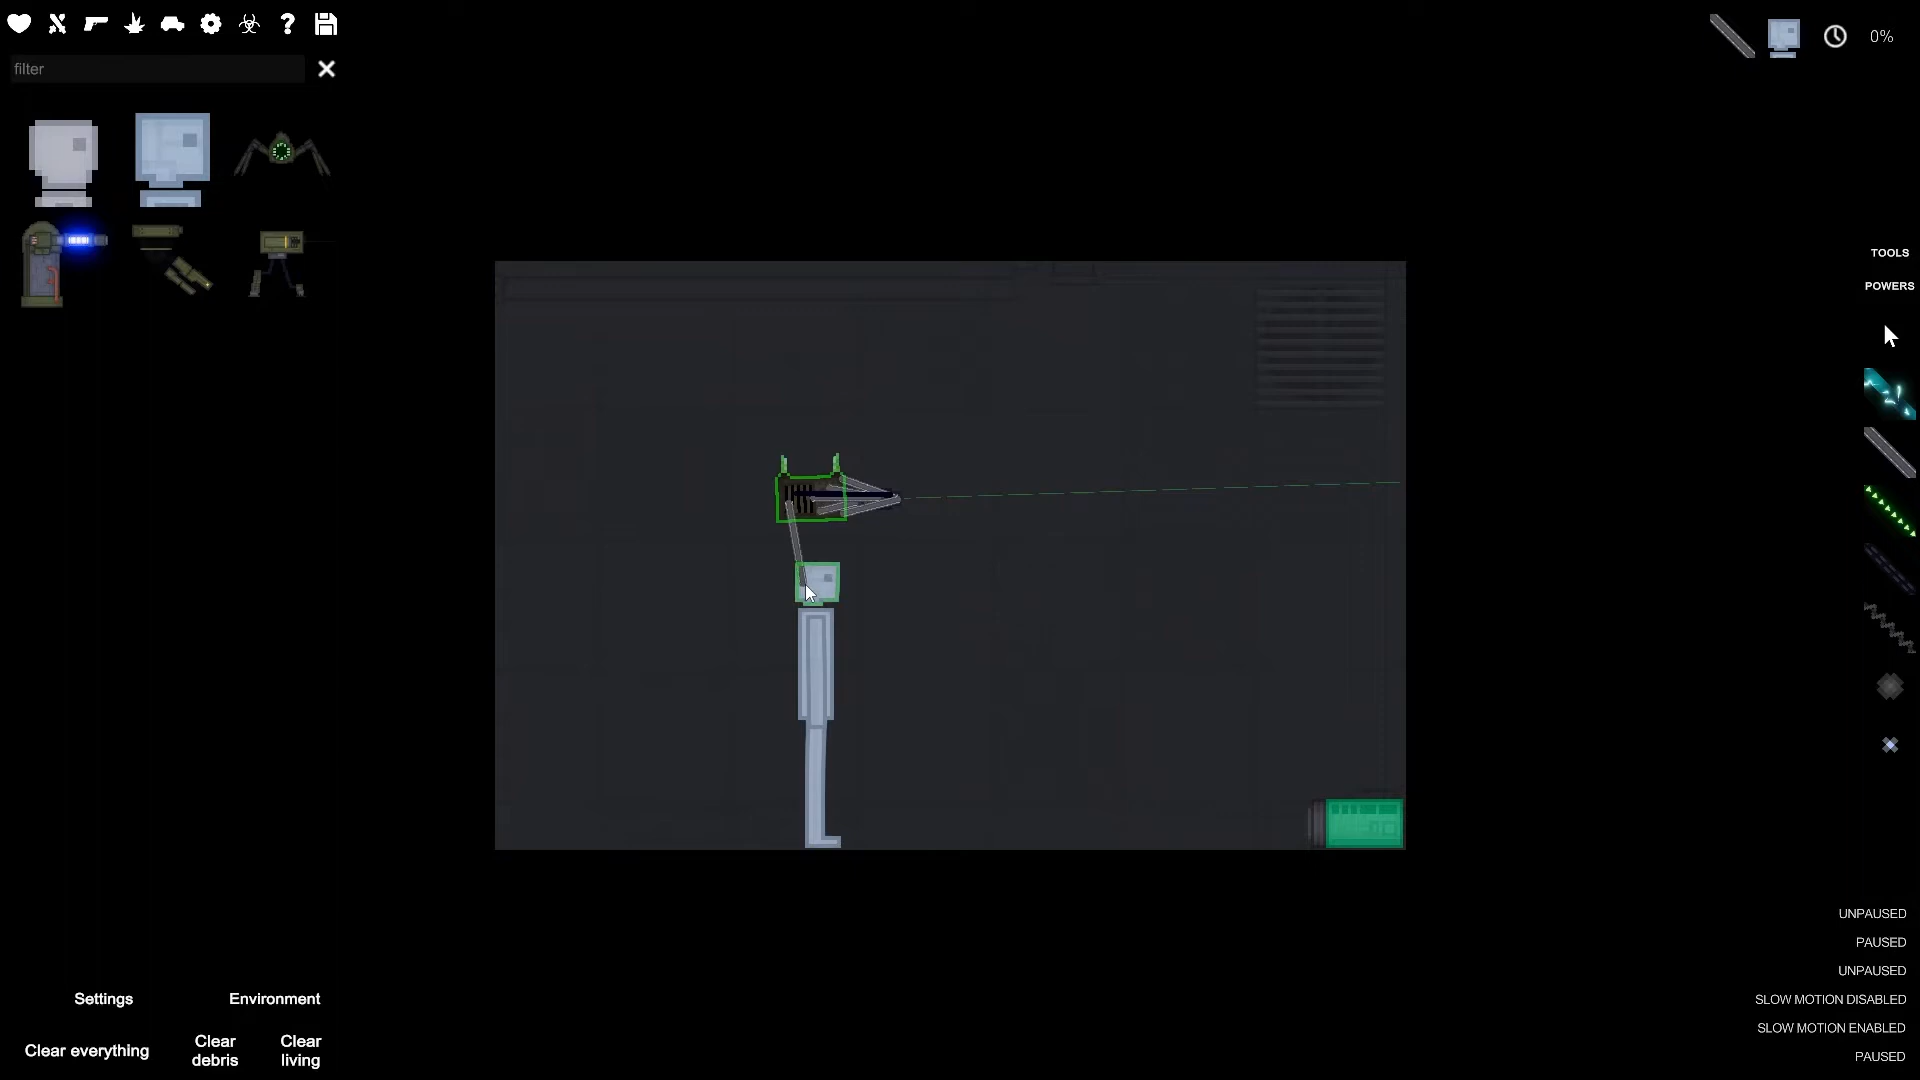 filter
0%
TOOLS
POWERS
UNPAUSED
PAUSED
UNPAUSED
SLOW MOTION DISABLED
SLOW MOTION ENABLED
PAUSED
Settings
Environment
Clear everything
Clear
debris
Clear
living